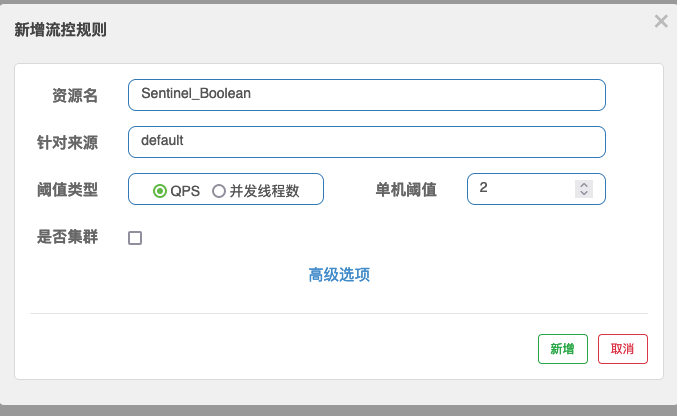 新增流控规则
×
资源名 Sentinel_Boolean
针对来源 default
阈值类型 QPS 并发线程数 单机阈值 2
是否集群
高级选项
新增 取消